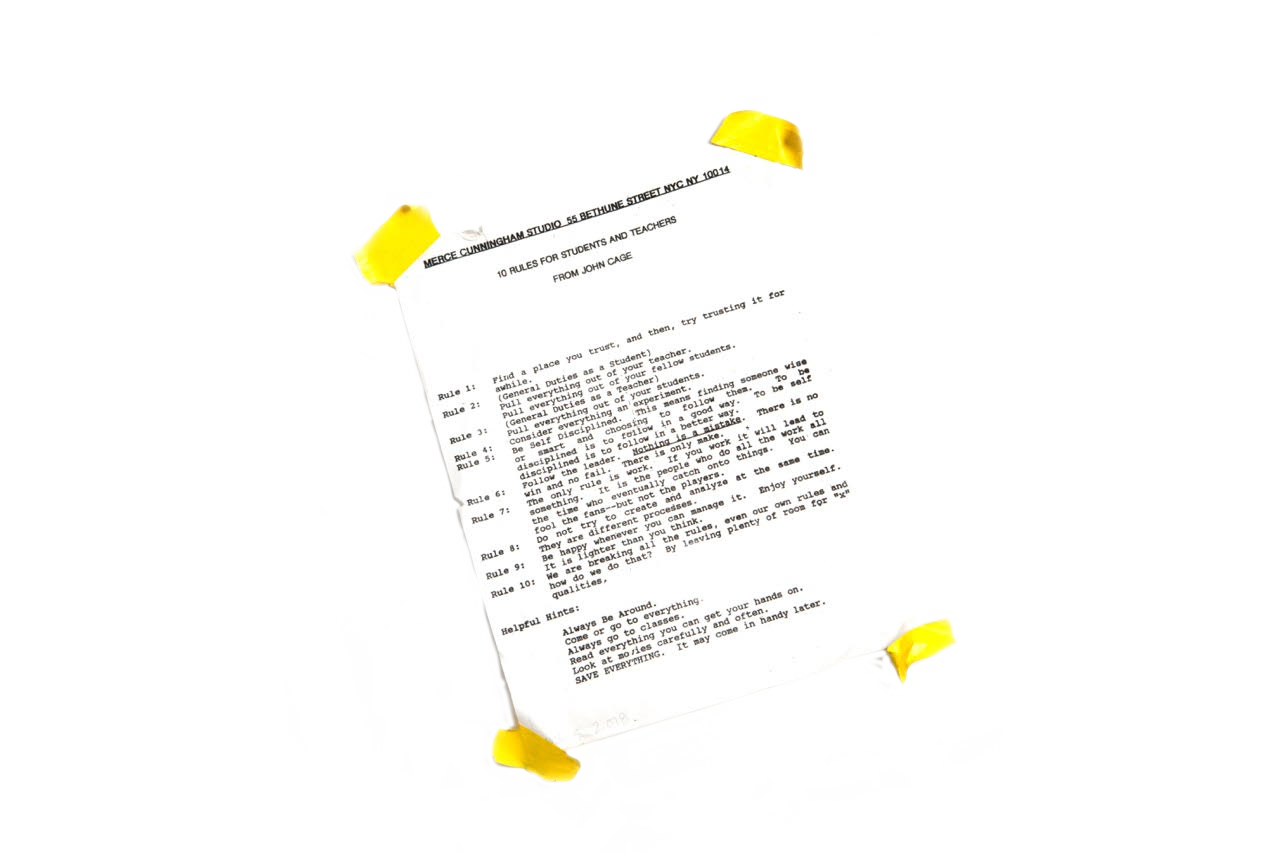 MERCE CUNNINGHAM STUDIO 55 BETHUNE STREET NYC NY 10014
10 RULES FOR STUDENTS AND TEACHERS
FROM JOHN CAGE
Rule 1: Find a place you trust, and then, try trusting it for
awhile.
Rule 2: (General Duties as a Student)
Pull everything out of your teacher.
Pull everything out of your fellow students.
Rule 3: (General Duties as a Teacher)
Pull everything out of your students.
Rule 4: Consider everything an experiment.
Rule 5: Be Self Disciplined. This means finding someone wise
or smart and choosing to follow them. To be
disciplined is to follow in a good way. To be self
disciplined is to follow in a better way.
Rule 6: Follow the leader. Nothing is a mistake. There is no
win and no fail. There is only make.
Rule 7: The only rule is work. If you work it will lead to
something. It is the people who do all the work all
the time who eventually catch onto things. You can
fool the fans--but not the players.
Rule 8: Do not try to create and analyze at the same time.
They are different processes.
Rule 9: Be happy whenever you can manage it. Enjoy yourself.
It is lighter than you think.
Rule 10: We are breaking all the rules, even our own rules and
how do we do that? By leaving plenty of room for "x"
qualities.
Helpful Hints:
Always Be Around.
Come or go to everything.
Always go to classes.
Read everything you can get your hands on.
Look at movies carefully and often.
SAVE EVERYTHING. It may come in handy later.